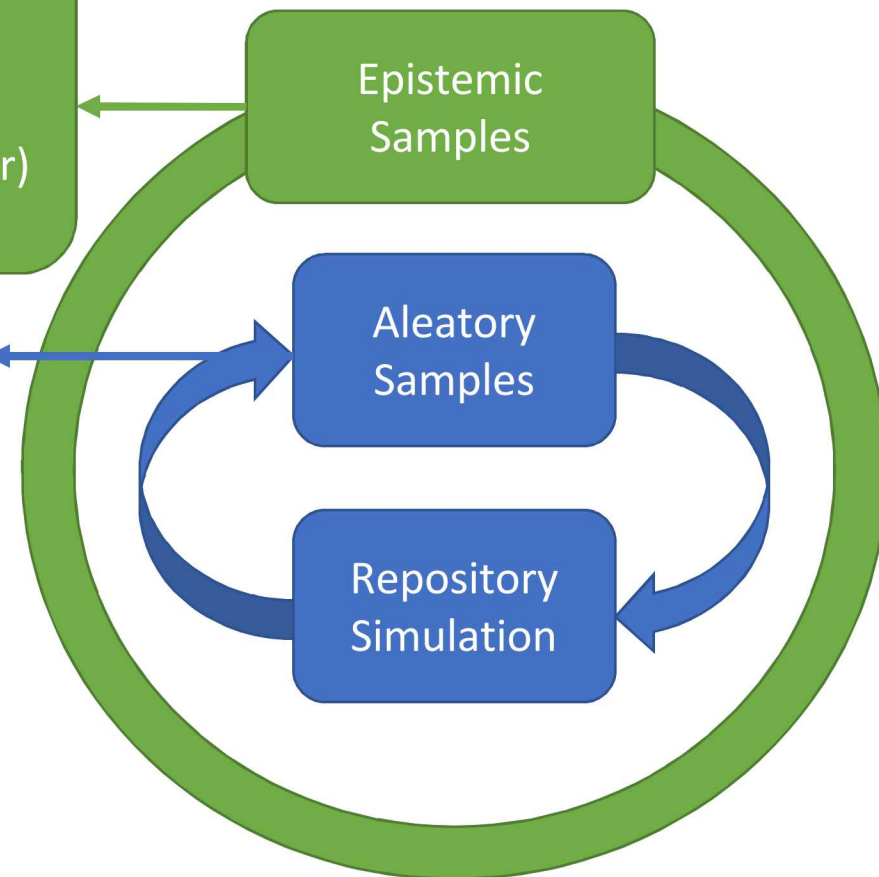 Epistemic
Samples
r)
Aleatory
Samples
Repository
Simulation